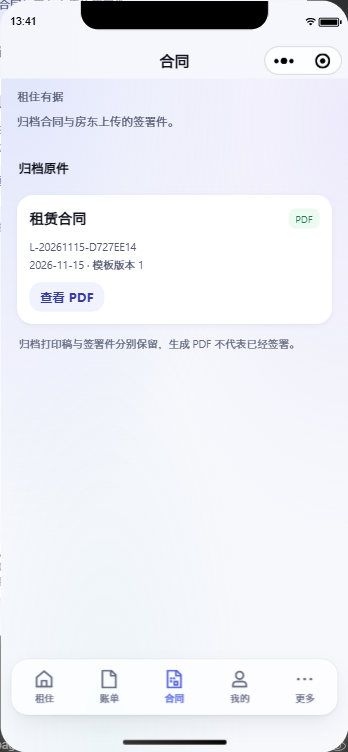 13:41
合同
租住有据
归档合同与房东上传的签署件。
归档原件
租赁合同
PDF
L-20261115-D727EE14
2026-11-15 · 模板版本 1
查看 PDF
归档打印稿与签署件分别保留，生成 PDF 不代表已经签署。
租住
账单
合同
我的
更多